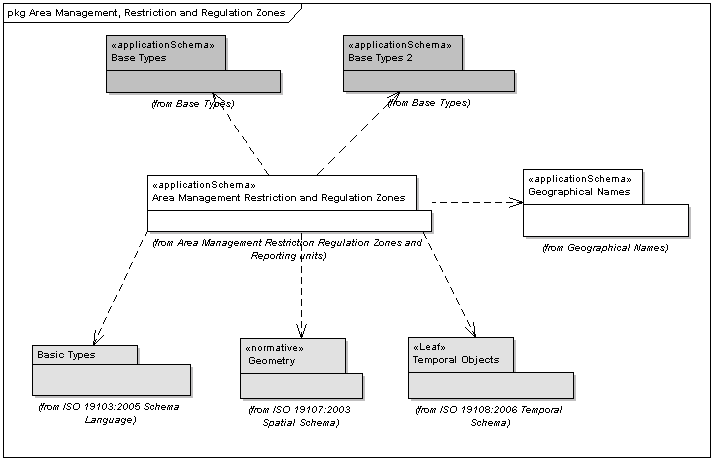 pkg Area Management, Restriction and Regulation Zones
«applicationSchema»
Base Types
(from Base Types)
«applicationSchema»
Base Types 2
(from Base Types)
«applicationSchema»
Area Management Restriction and Regulation Zones
(from Area Management Restriction Regulation Zones and
Reporting units)
«applicationSchema»
Geographical Names
(from Geographical Names)
Basic Types
(from ISO 19103:2005 Schema
Language)
«normative»
Geometry
(from ISO 19107:2003
Spatial Schema)
«Leaf»
Temporal Objects
(from ISO 19108:2006 Temporal
Schema)